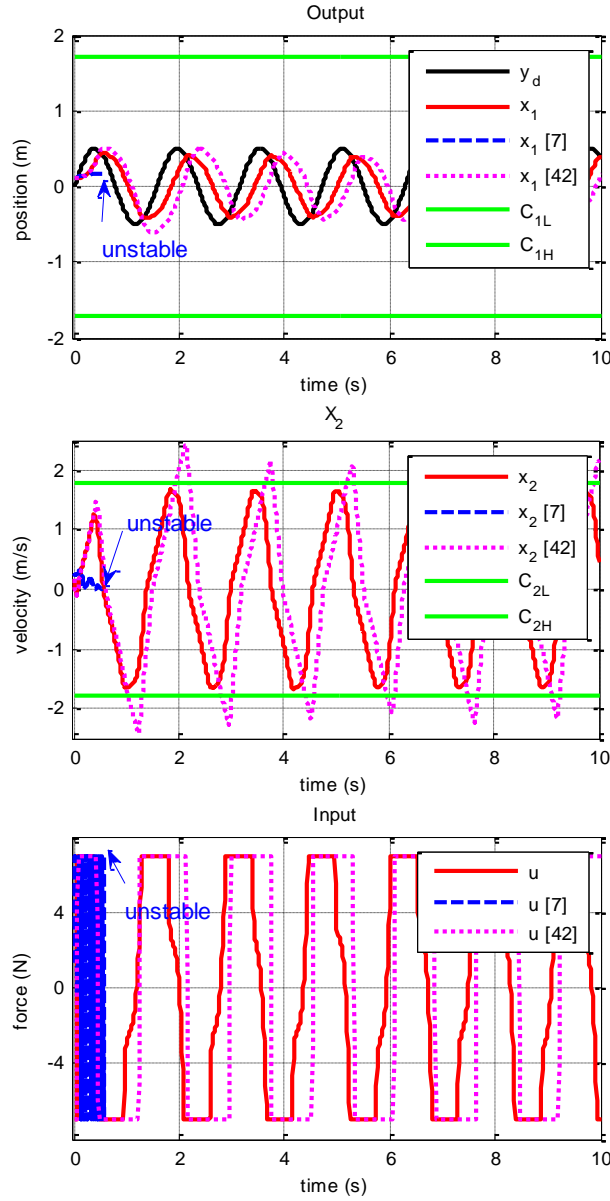 Output
2
1
0
-1
-2
position (m)
unstable
y_d
x_1
x_1 [7]
x_1 [42]
C_1L
C_1H
0
2
4
6
8
10
time (s)
X_2
2
1
0
-1
-2
velocity (m/s)
unstable
x_2
x_2 [7]
x_2 [42]
C_2L
C_2H
0
2
4
6
8
10
time (s)
Input
4
0
-4
force (N)
unstable
u
u [7]
u [42]
0
2
4
6
8
10
time (s)